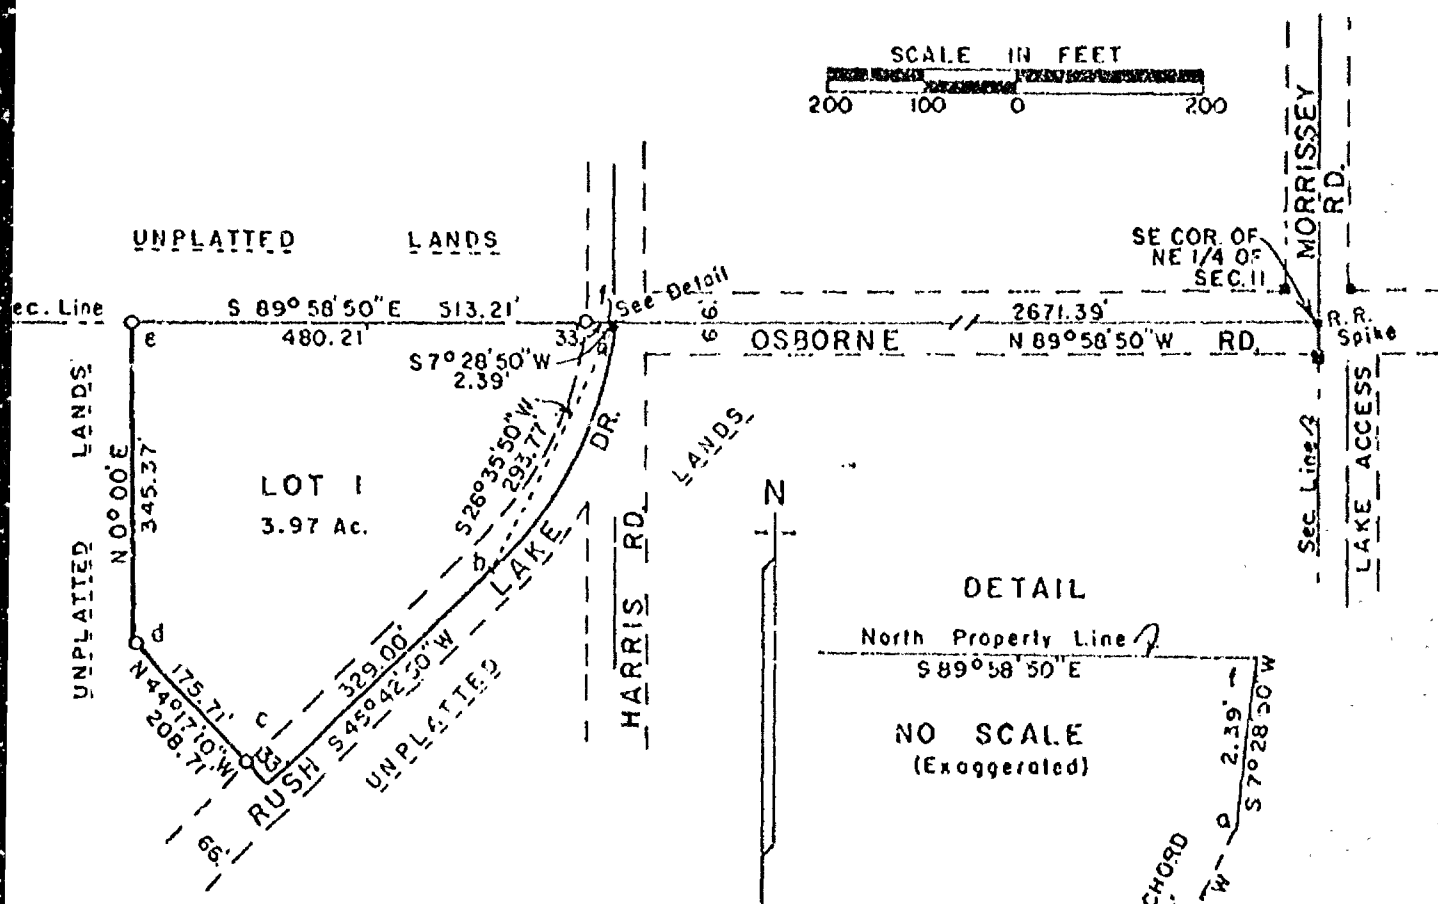 SCALE IN FEET
200 100 0 200
MORRISSEY
RD.
SE COR. OF
NE 1/4 OF
SEC. 11
UNPLATTED LANDS
ec. Line
S 89° 58' 50" E 513.21'
480.21
33
f
See Detail
66'
2671.39'
OSBORNE
N 89° 58' 50" W
RD.
R. R.
Spike
e
a
S 7° 28' 50" W
2.39'
S 26° 35' 50" W.
293.77'
DR.
LANDS
UNPLATTED
LANDS
N 0° 00' E
345.37'
LOT 1
3.97 Ac.
b
LAKE
HARRIS RD.
N
Sec. Line
LAKE ACCESS
d
175.71'
N 44° 17' 10" W
208.71'
c
33'
329.00'
S 45° 42' 50" W
RUSH
UNPLATTED
66'
DETAIL
North Property Line
S 89° 58' 50" E
f
2.39'
S 7° 28' 50" W
NO SCALE
(Exaggerated)
a
CHORD
W